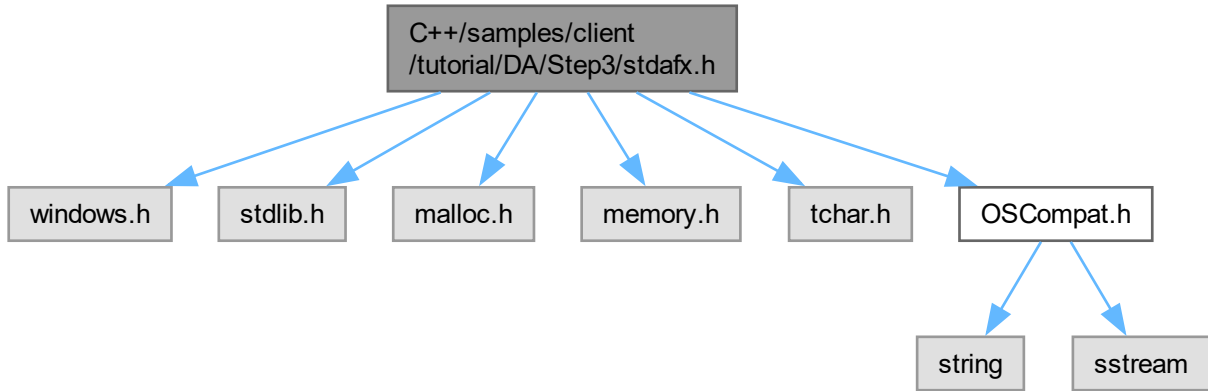 C++/samples/client
/tutorial/DA/Step3/stdafx.h
windows.h
stdlib.h
malloc.h
memory.h
tchar.h
OSCompat.h
string
sstream